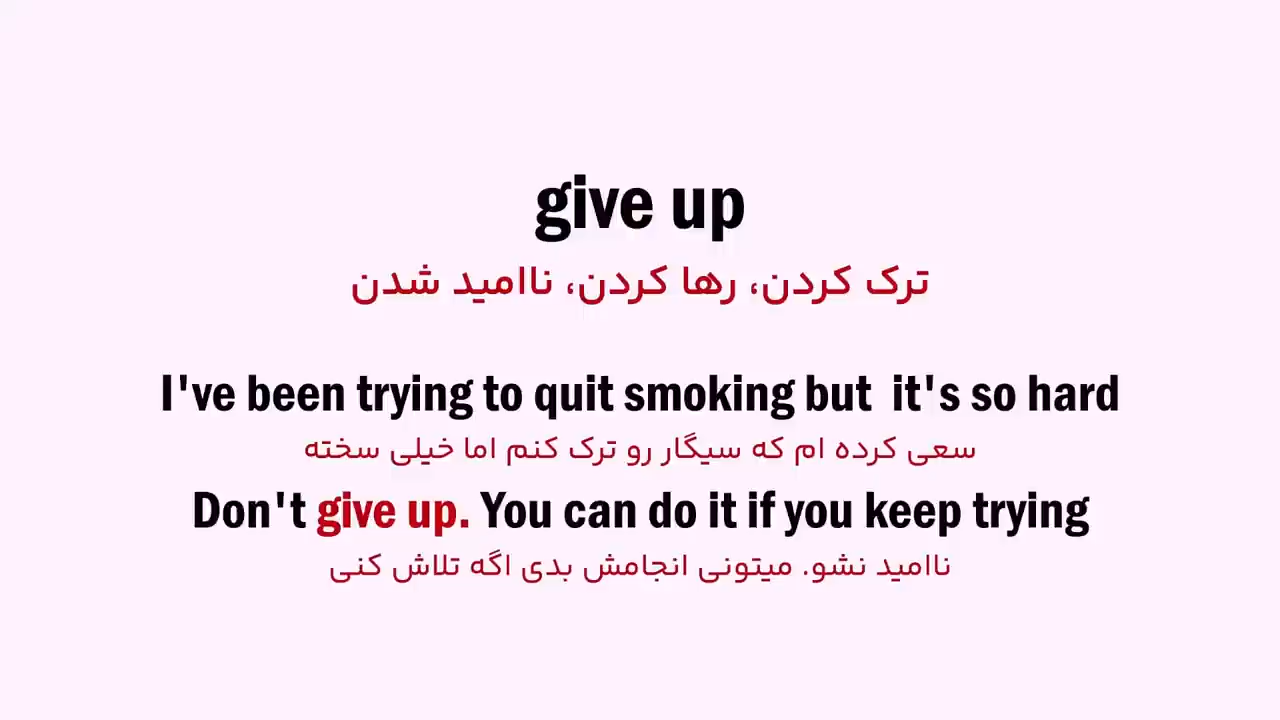 give up
ترک کردن، رها کردن، ناامید شدن
I've been trying to quit smoking but  it's so hard
سعی کرده ام که سیگار رو ترک کنم اما خیلی سخته
Don't give up. You can do it if you keep trying
ناامید نشو. میتونی انجامش بدی اگه تلاش کنی